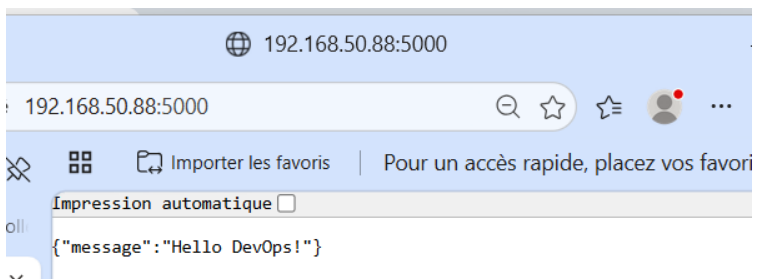 192.168.50.88:5000
192.168.50.88:5000
Importer les favoris
Pour un accès rapide, placez vos favori
Impression automatique
{"message":"Hello DevOps!"}